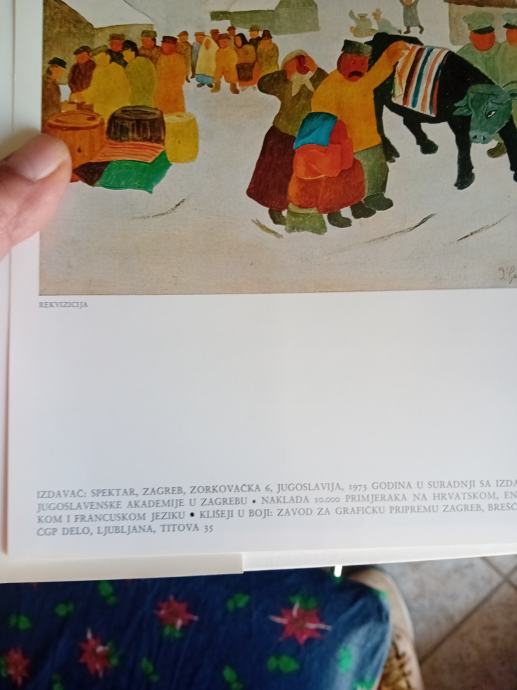 REKVIZICIJA
IZDAVAČ: SPEKTAR, ZAGREB, ZORKOVAČKA 6, JUGOSLAVIJA, 1973 GODINA U SURADNJI SA IZDA
JUGOSLAVENSKE AKADEMIJE U ZAGREBU • NAKLADA 10.000 PRIMJERAKA NA HRVATSKOM, EN
KOM I FRANCUSKOM JEZIKU • KLIŠEJI U BOJI: ZAVOD ZA GRAFIČKU PRIPREMU ZAGREB, BREŠČ
ČGP DELO, LJUBLJANA, TITOVA 35